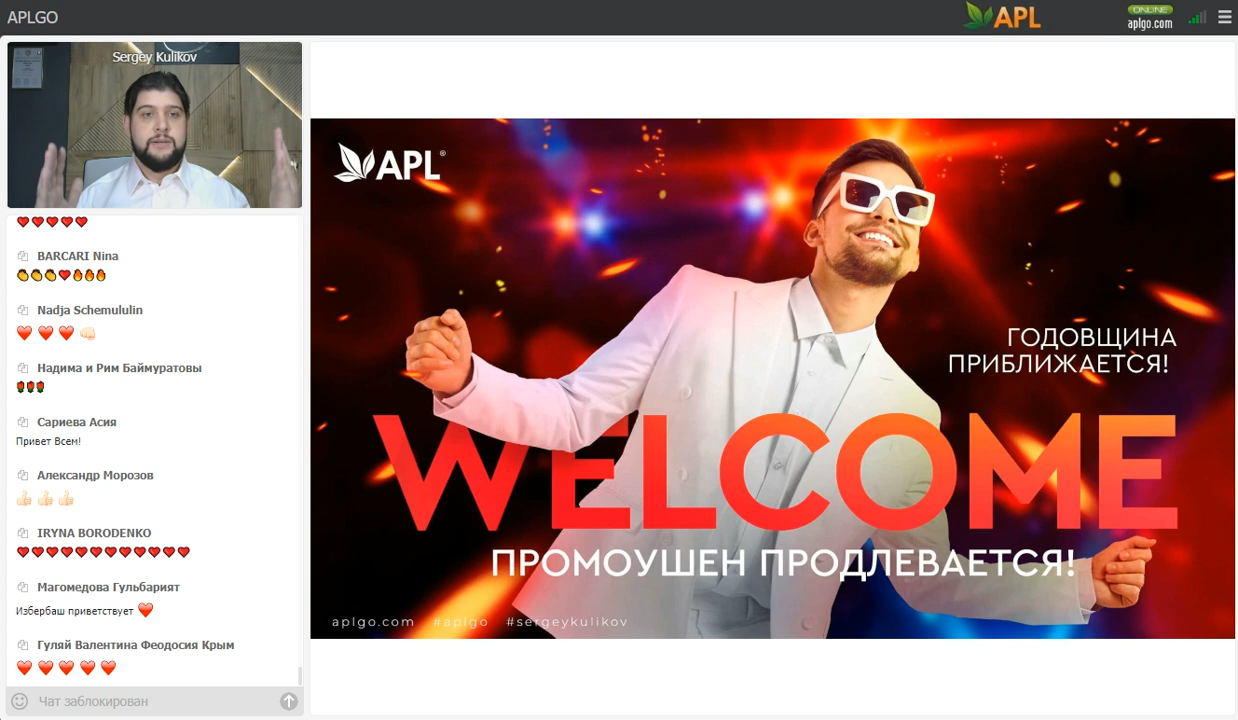 APLGO
APL
ONLINE
aplgo.com
Sergey Kulikov
BARCARI Nina
Nadja Schemululin
Надима и Рим Баймуратовы
Сариева Асия
Привет Всем!
Александр Морозов
IRYNA BORODENKO
Магомедова Гульбарият
Избербаш приветствует
Гуляй Валентина Феодосия Крым
Чат заблокирован
APL®
ГОДОВЩИНА
ПРИБЛИЖАЕТСЯ!
WELCOME
ПРОМОУШЕН ПРОДЛЕВАЕТСЯ!
aplgo.com #aplgo #sergeykulikov